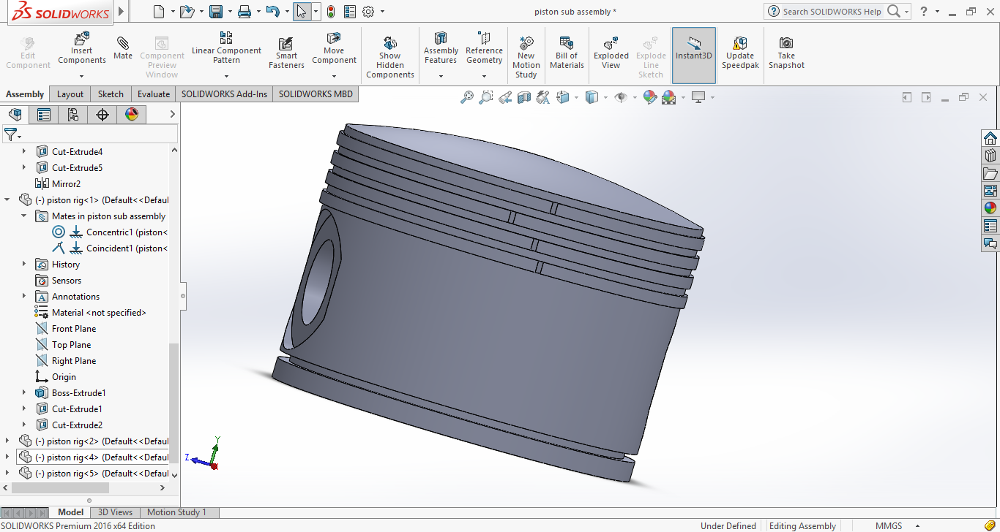 SOLIDWORKS
piston sub assembly *
Search SOLIDWORKS Help
?
Edit Component
Insert Components
Mate
Component Preview Window
Linear Component Pattern
Smart Fasteners
Move Component
Show Hidden Components
Assembly Features
Reference Geometry
New Motion Study
Bill of Materials
Exploded View
Explode Line Sketch
Instant3D
Update Speedpak
Take Snapshot
Assembly
Layout
Sketch
Evaluate
SOLIDWORKS Add-Ins
SOLIDWORKS MBD
Cut-Extrude4
Cut-Extrude5
Mirror2
(-) piston rig<1> (Default<<Defaul
Mates in piston sub assembly
Concentric1 (piston<
Coincident1 (piston<
History
Sensors
Annotations
Material <not specified>
Front Plane
Top Plane
Right Plane
Origin
Boss-Extrude1
Cut-Extrude1
Cut-Extrude2
(-) piston rig<2> (Default<<Defaul
(-) piston rig<4> (Default<<Defaul
(-) piston rig<5> (Default<<Defaul
Y
Z
Model
3D Views
Motion Study 1
SOLIDWORKS Premium 2016 x64 Edition
Under Defined
Editing Assembly
MMGS